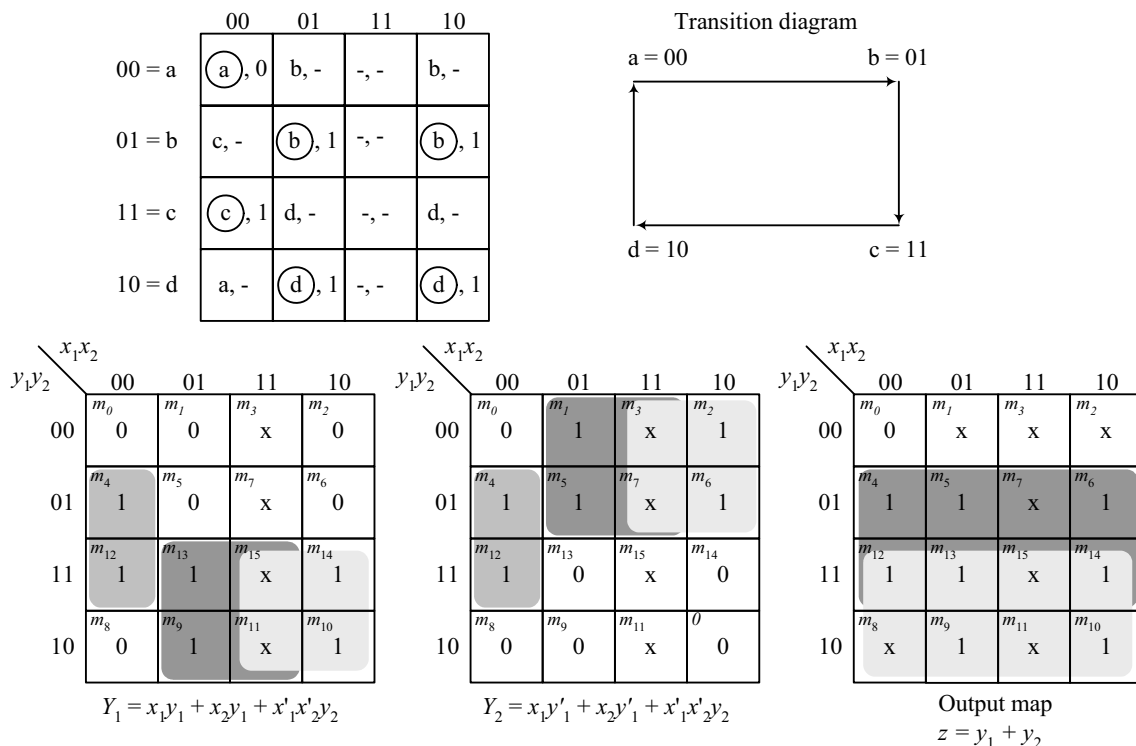 00 01 11 10
Transition diagram
00 = a a, 0 b, - -, - b, -
a = 00 b = 01
01 = b c, - b, 1 -, - b, 1
11 = c c, 1 d, - -, - d, -
d = 10 c = 11
10 = d a, - d, 1 -, - d, 1
x1x2
y1y2 00 01 11 10
m0 m1 m3 m2
00 0 0 x 0
m4 m5 m7 m6
01 1 0 x 0
m12 m13 m15 m14
11 1 1 x 1
m8 m9 m11 m10
10 0 1 x 1
Y1 = x1y1 + x2y1 + x'1x'2y2
x1x2
y1y2 00 01 11 10
m0 m1 m3 m2
00 0 1 x 1
m4 m5 m7 m6
01 1 1 x 1
m12 m13 m15 m14
11 1 0 x 0
m8 m9 m11 0
10 0 0 x 0
Y2 = x1y'1 + x2y'1 + x'1x'2y2
x1x2
y1y2 00 01 11 10
m0 m1 m3 m2
00 0 x x x
m4 m5 m7 m6
01 1 1 x 1
m12 m13 m15 m14
11 1 1 x 1
m8 m9 m11 m10
10 x 1 x 1
Output map
z = y1 + y2